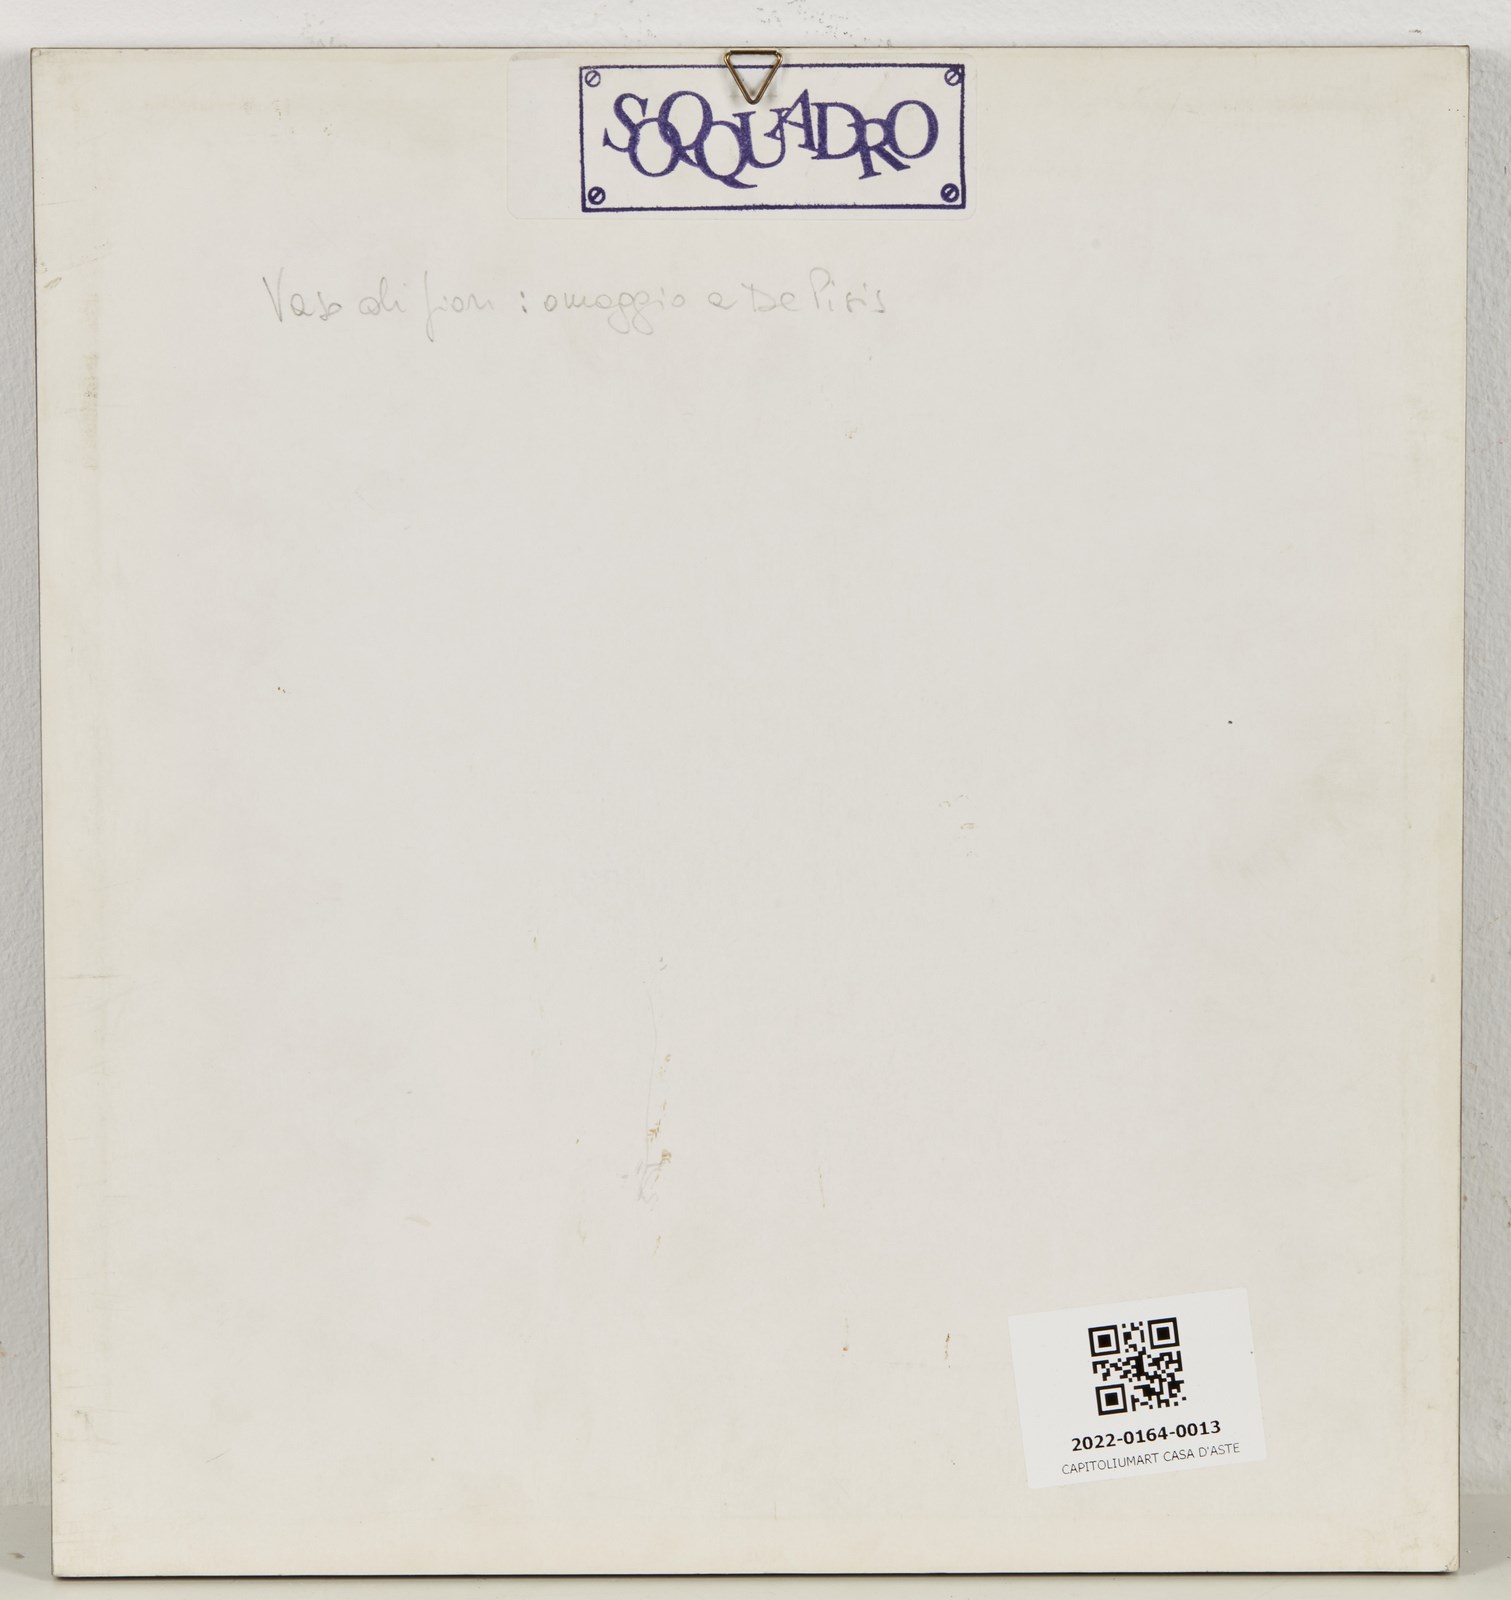 SOQQUADRO
Vaso di fiori : omaggio a De Pisis
2022-0164-0013
CAPITOLIUMART CASA D'ASTE